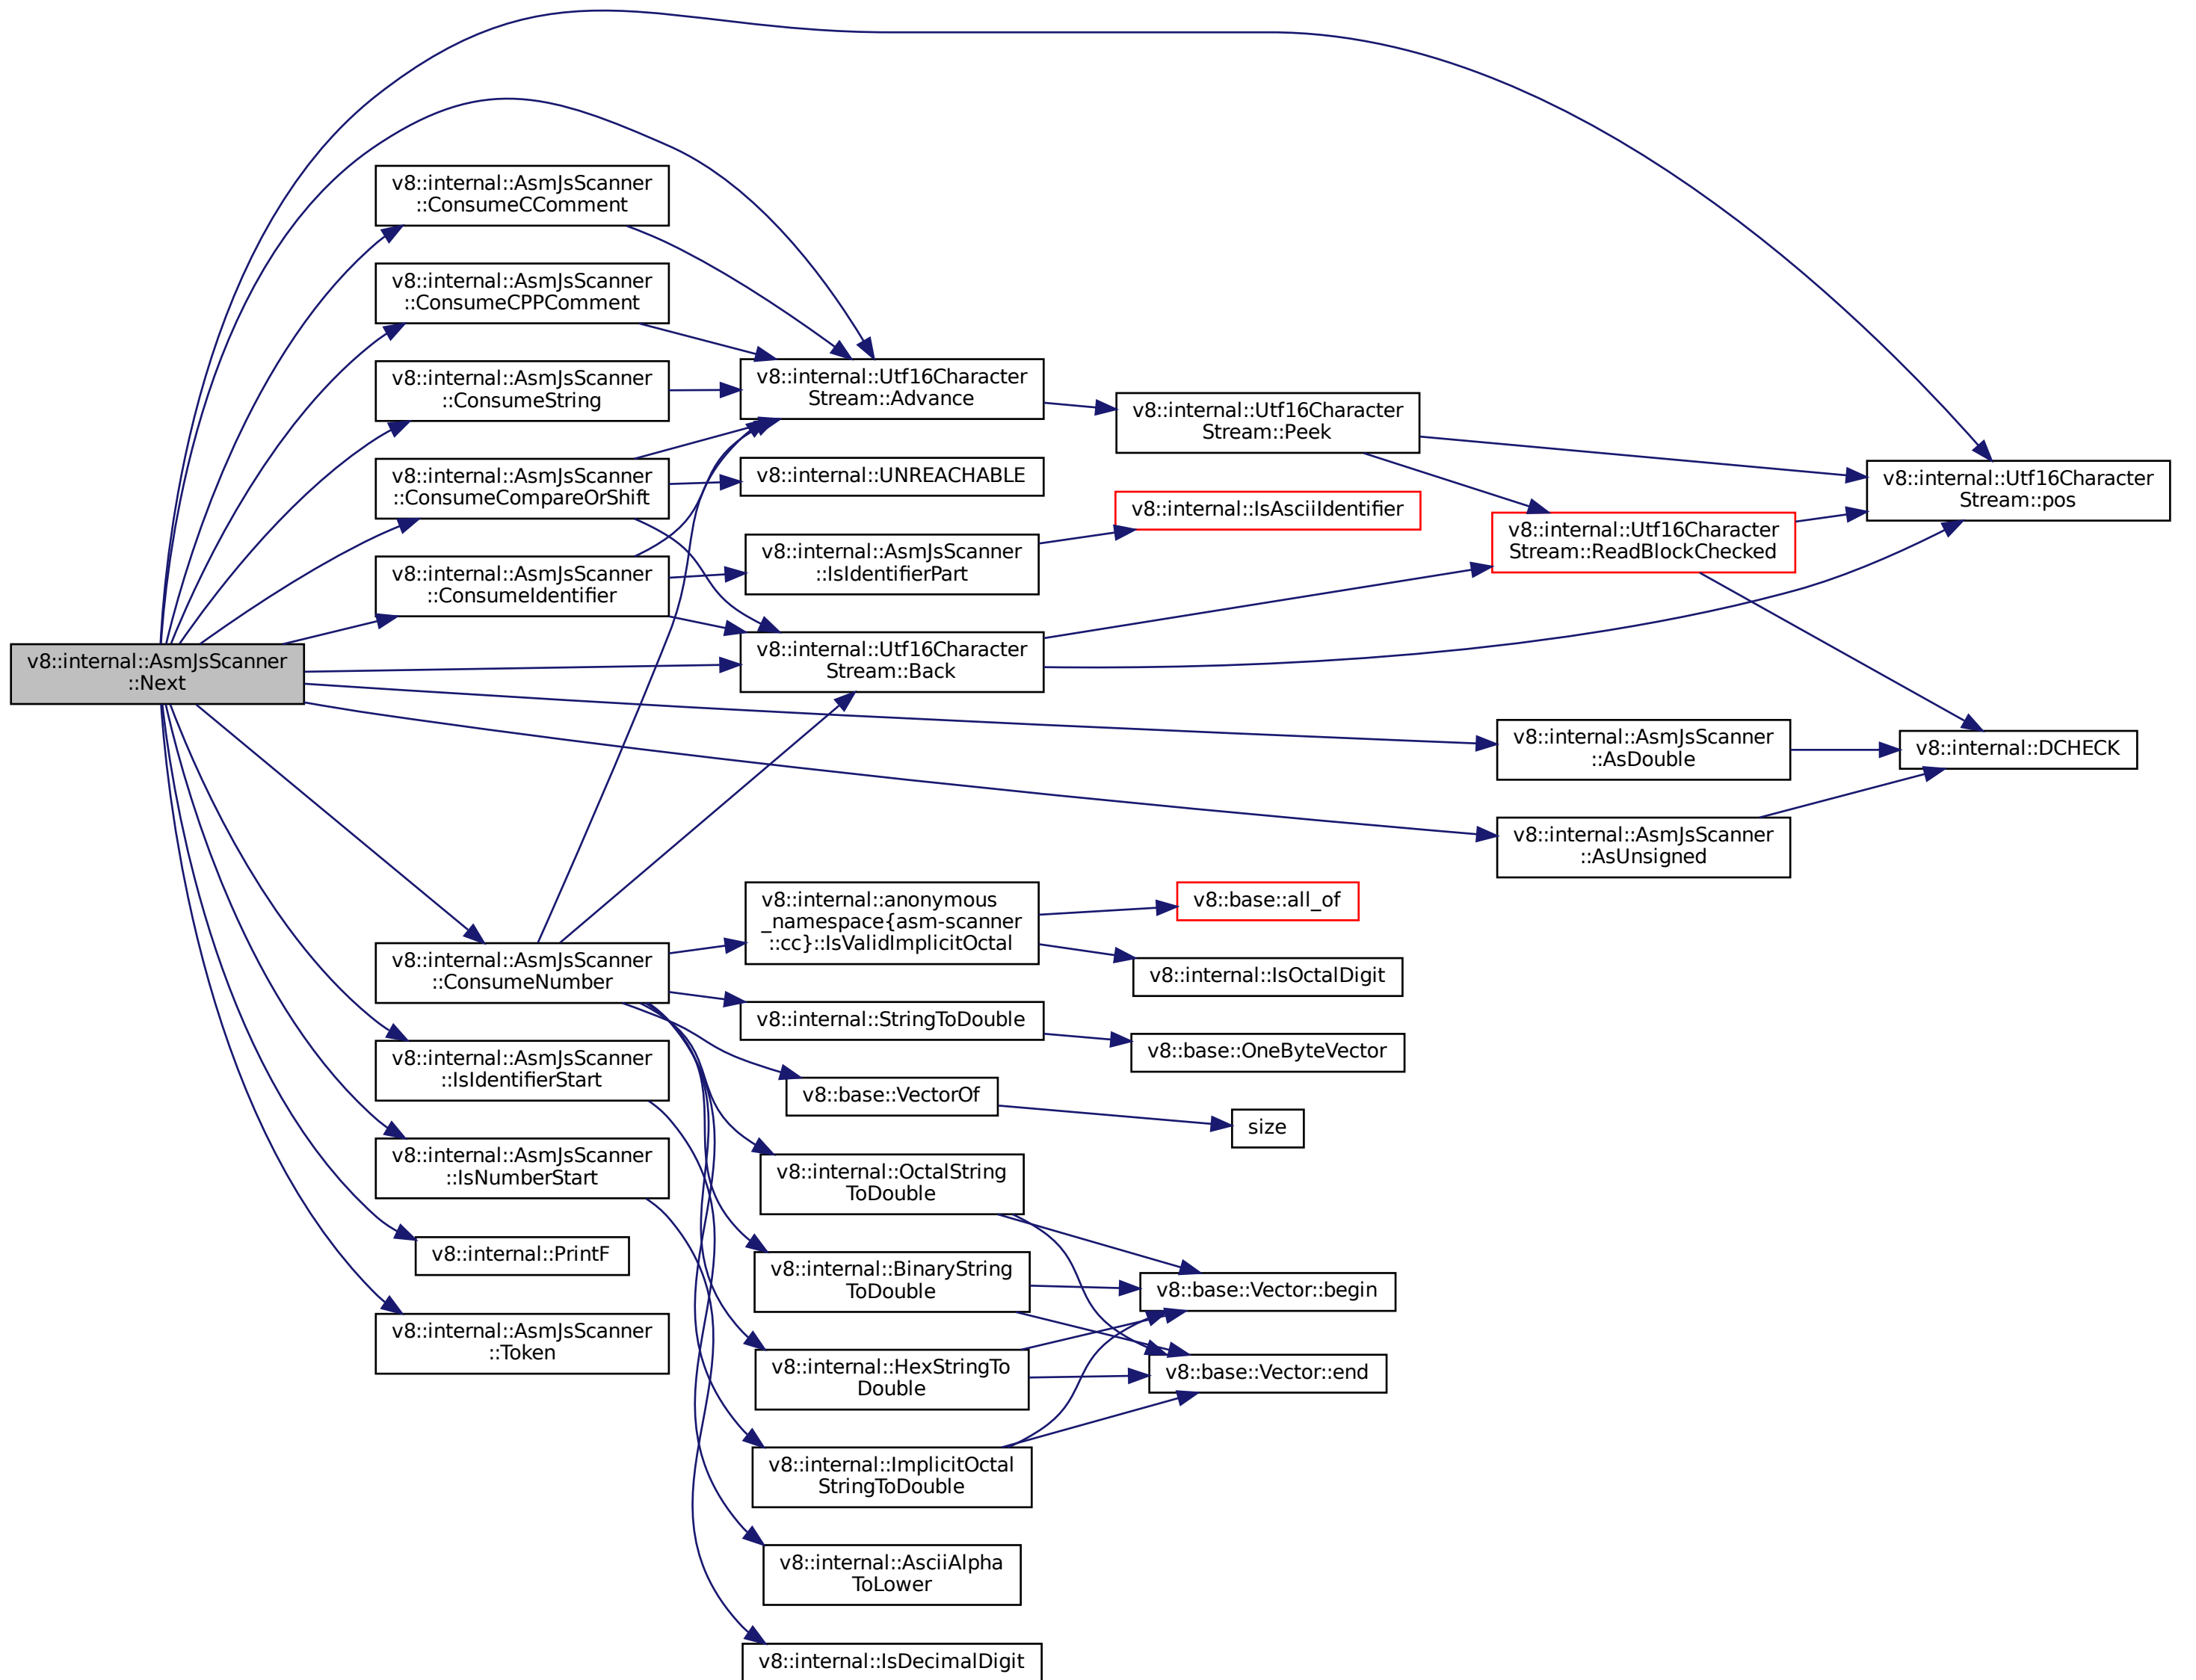 v8::internal::AsmJsScanner
::Next
v8::internal::AsmJsScanner
::ConsumeCComment
v8::internal::AsmJsScanner
::ConsumeCPPComment
v8::internal::AsmJsScanner
::ConsumeString
v8::internal::AsmJsScanner
::ConsumeCompareOrShift
v8::internal::AsmJsScanner
::ConsumeIdentifier
v8::internal::AsmJsScanner
::ConsumeNumber
v8::internal::AsmJsScanner
::IsIdentifierStart
v8::internal::AsmJsScanner
::IsNumberStart
v8::internal::PrintF
v8::internal::AsmJsScanner
::Token
v8::internal::Utf16Character
Stream::Advance
v8::internal::UNREACHABLE
v8::internal::AsmJsScanner
::IsIdentifierPart
v8::internal::Utf16Character
Stream::Back
v8::internal::anonymous
_namespace{asm-scanner
::cc}::IsValidImplicitOctal
v8::internal::StringToDouble
v8::base::VectorOf
v8::internal::OctalString
ToDouble
v8::internal::BinaryString
ToDouble
v8::internal::HexStringTo
Double
v8::internal::ImplicitOctal
StringToDouble
v8::internal::AsciiAlpha
ToLower
v8::internal::IsDecimalDigit
v8::internal::Utf16Character
Stream::Peek
v8::internal::IsAsciiIdentifier
v8::base::all_of
v8::internal::IsOctalDigit
v8::base::OneByteVector
size
v8::base::Vector::begin
v8::base::Vector::end
v8::internal::Utf16Character
Stream::ReadBlockChecked
v8::internal::AsmJsScanner
::AsDouble
v8::internal::AsmJsScanner
::AsUnsigned
v8::internal::Utf16Character
Stream::pos
v8::internal::DCHECK